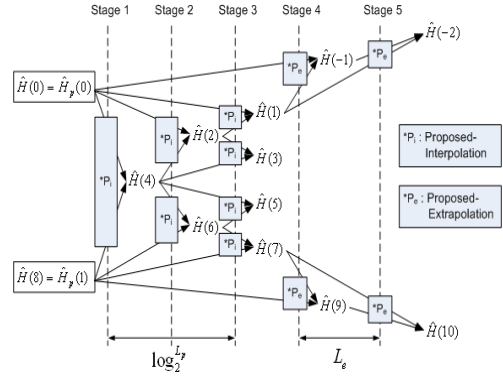 Stage 1 Stage 2 Stage 3 Stage 4 Stage 5
Ĥ(-2)
*Pₑ
Ĥ(-1)
*Pₑ
Ĥ(0) = Ĥₚ(0)
*Pᵢ
Ĥ(1)
*Pᵢ
Ĥ(2)
*Pᵢ
Ĥ(3)
*Pᵢ : Proposed-
Interpolation
*Pᵢ
Ĥ(4)
*Pₑ : Proposed-
Extrapolation
*Pᵢ
Ĥ(5)
*Pᵢ
Ĥ(6)
*Pᵢ
Ĥ(7)
Ĥ(8) = Ĥₚ(1)
*Pₑ
Ĥ(9)
*Pₑ
Ĥ(10)
log₂^{Lₚ}
Lₑ